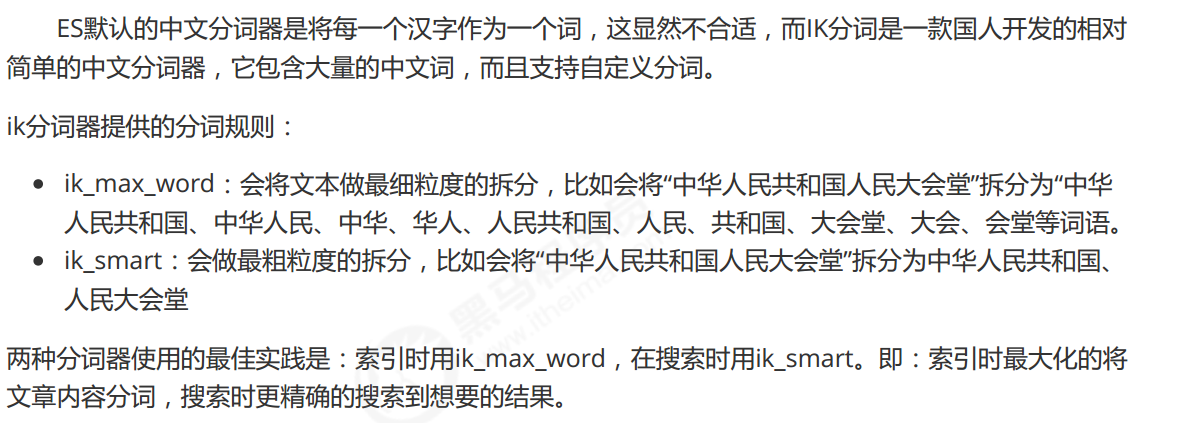 ES默认的中文分词器是将每一个汉字作为一个词，这显然不合适，而IK分词是一款国人开发的相对
简单的中文分词器，它包含大量的中文词，而且支持自定义分词。
ik分词器提供的分词规则：
• ik_max_word：会将文本做最细粒度的拆分，比如会将“中华人民共和国人民大会堂”拆分为“中华
人民共和国、中华人民、中华、华人、人民共和国、人民、共和国、大会堂、大会、会堂等词语。
• ik_smart：会做最粗粒度的拆分，比如会将“中华人民共和国人民大会堂”拆分为中华人民共和国、
人民大会堂
两种分词器使用的最佳实践是：索引时用ik_max_word，在搜索时用ik_smart。即：索引时最大化的将
文章内容分词，搜索时更精确的搜索到想要的结果。